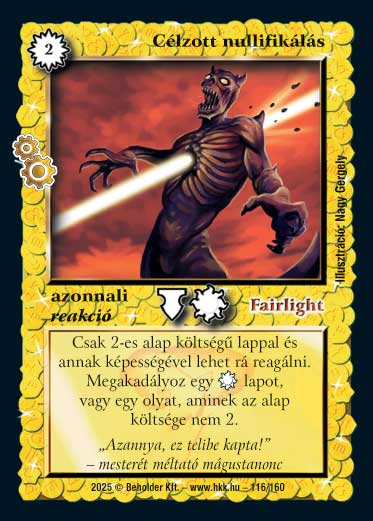 2
Célzott nullifikálás
Illusztráció: Nagy Gergely
azonnali
reakció
Fairlight
Csak 2-es alap költségű lappal és
annak képességével lehet rá reagálni.
Megakadályoz egy lapot,
vagy egy olyat, aminek az alap
költsége nem 2.
„Azannya, ez telibe kapta!”
– mesterét méltató mágustanonc
2025 © Beholder Kft. – www.hkk.hu – 116/160